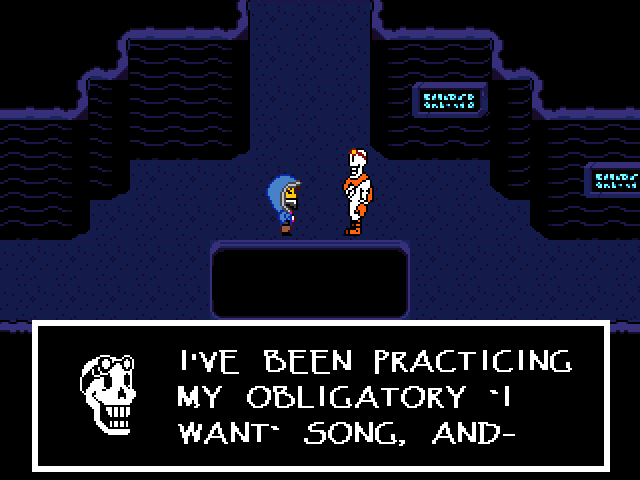 I'VE BEEN PRACTICING
MY OBLIGATORY "I
WANT" SONG, AND-